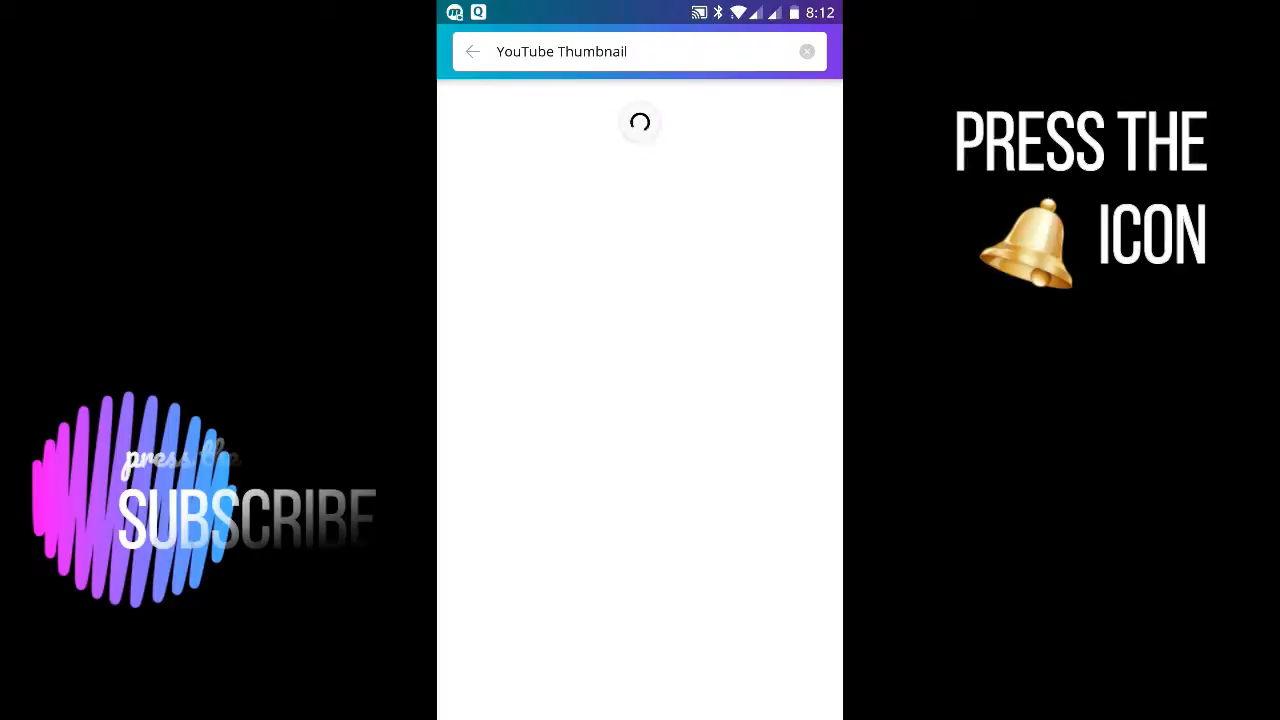 8:12
YouTube Thumbnail
PRESS THE
ICON
press the
SUBSCRIBE